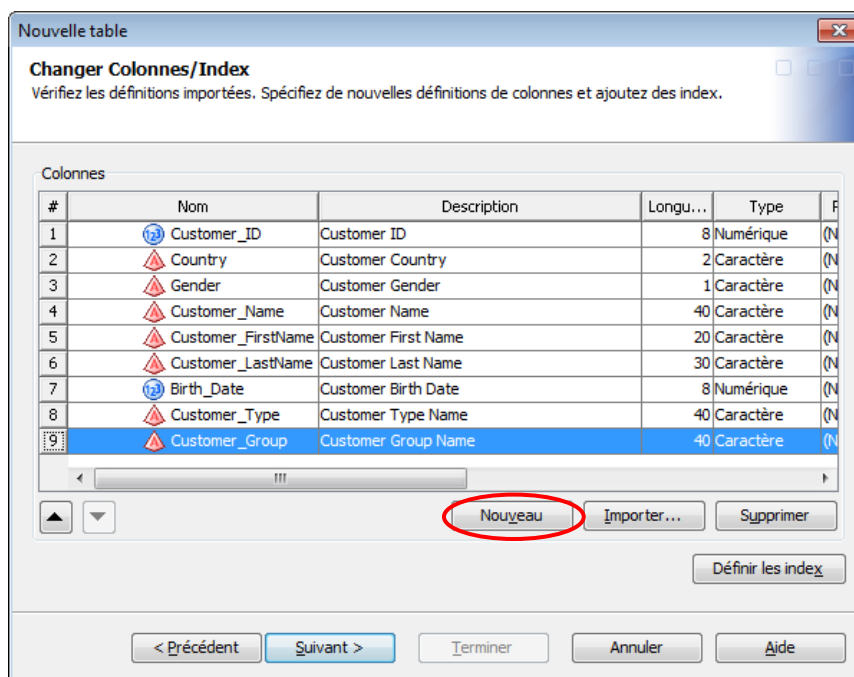 Nouvelle table
Changer Colonnes/Index
Vérifiez les définitions importées. Spécifiez de nouvelles définitions de colonnes et ajoutez des index.
Colonnes
# Nom Description Longu... Type F
1 Customer_ID Customer ID 8 Numérique (N
2 Country Customer Country 2 Caractère (N
3 Gender Customer Gender 1 Caractère (N
4 Customer_Name Customer Name 40 Caractère (N
5 Customer_FirstName Customer First Name 20 Caractère (N
6 Customer_LastName Customer Last Name 30 Caractère (N
7 Birth_Date Customer Birth Date 8 Numérique (N
8 Customer_Type Customer Type Name 40 Caractère (N
9 Customer_Group Customer Group Name 40 Caractère (N
Nouveau Importer... Supprimer
Définir les index
< Précédent Suivant > Terminer Annuler Aide